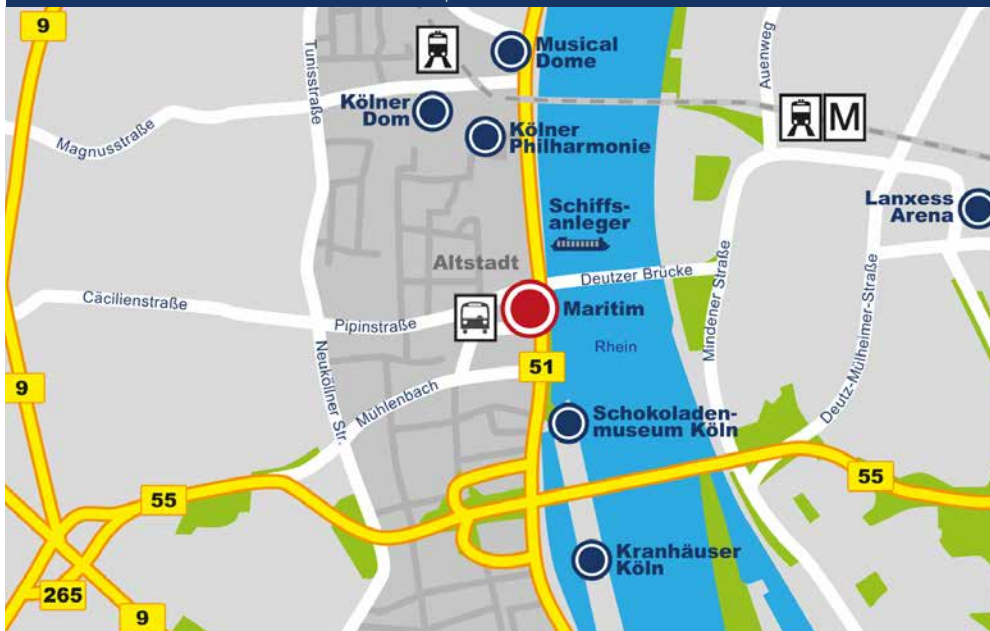 9
Tunisstraße
Musical
Dome
Auenweg
Kölner
Dom
Kölner
Philharmonie
M
Magnusstraße
Lanxess
Arena
Schiffs-
anleger
Altstadt
Deutzer Brücke
Mindener Straße
Cäcilienstraße
Pipinstraße
Maritim
Deutz-Mülheimer-Straße
Rhein
Neuköllner Str.
51
9
Mühlenbach
Schokoladen-
museum Köln
55
55
Kranhäuser
Köln
265
9